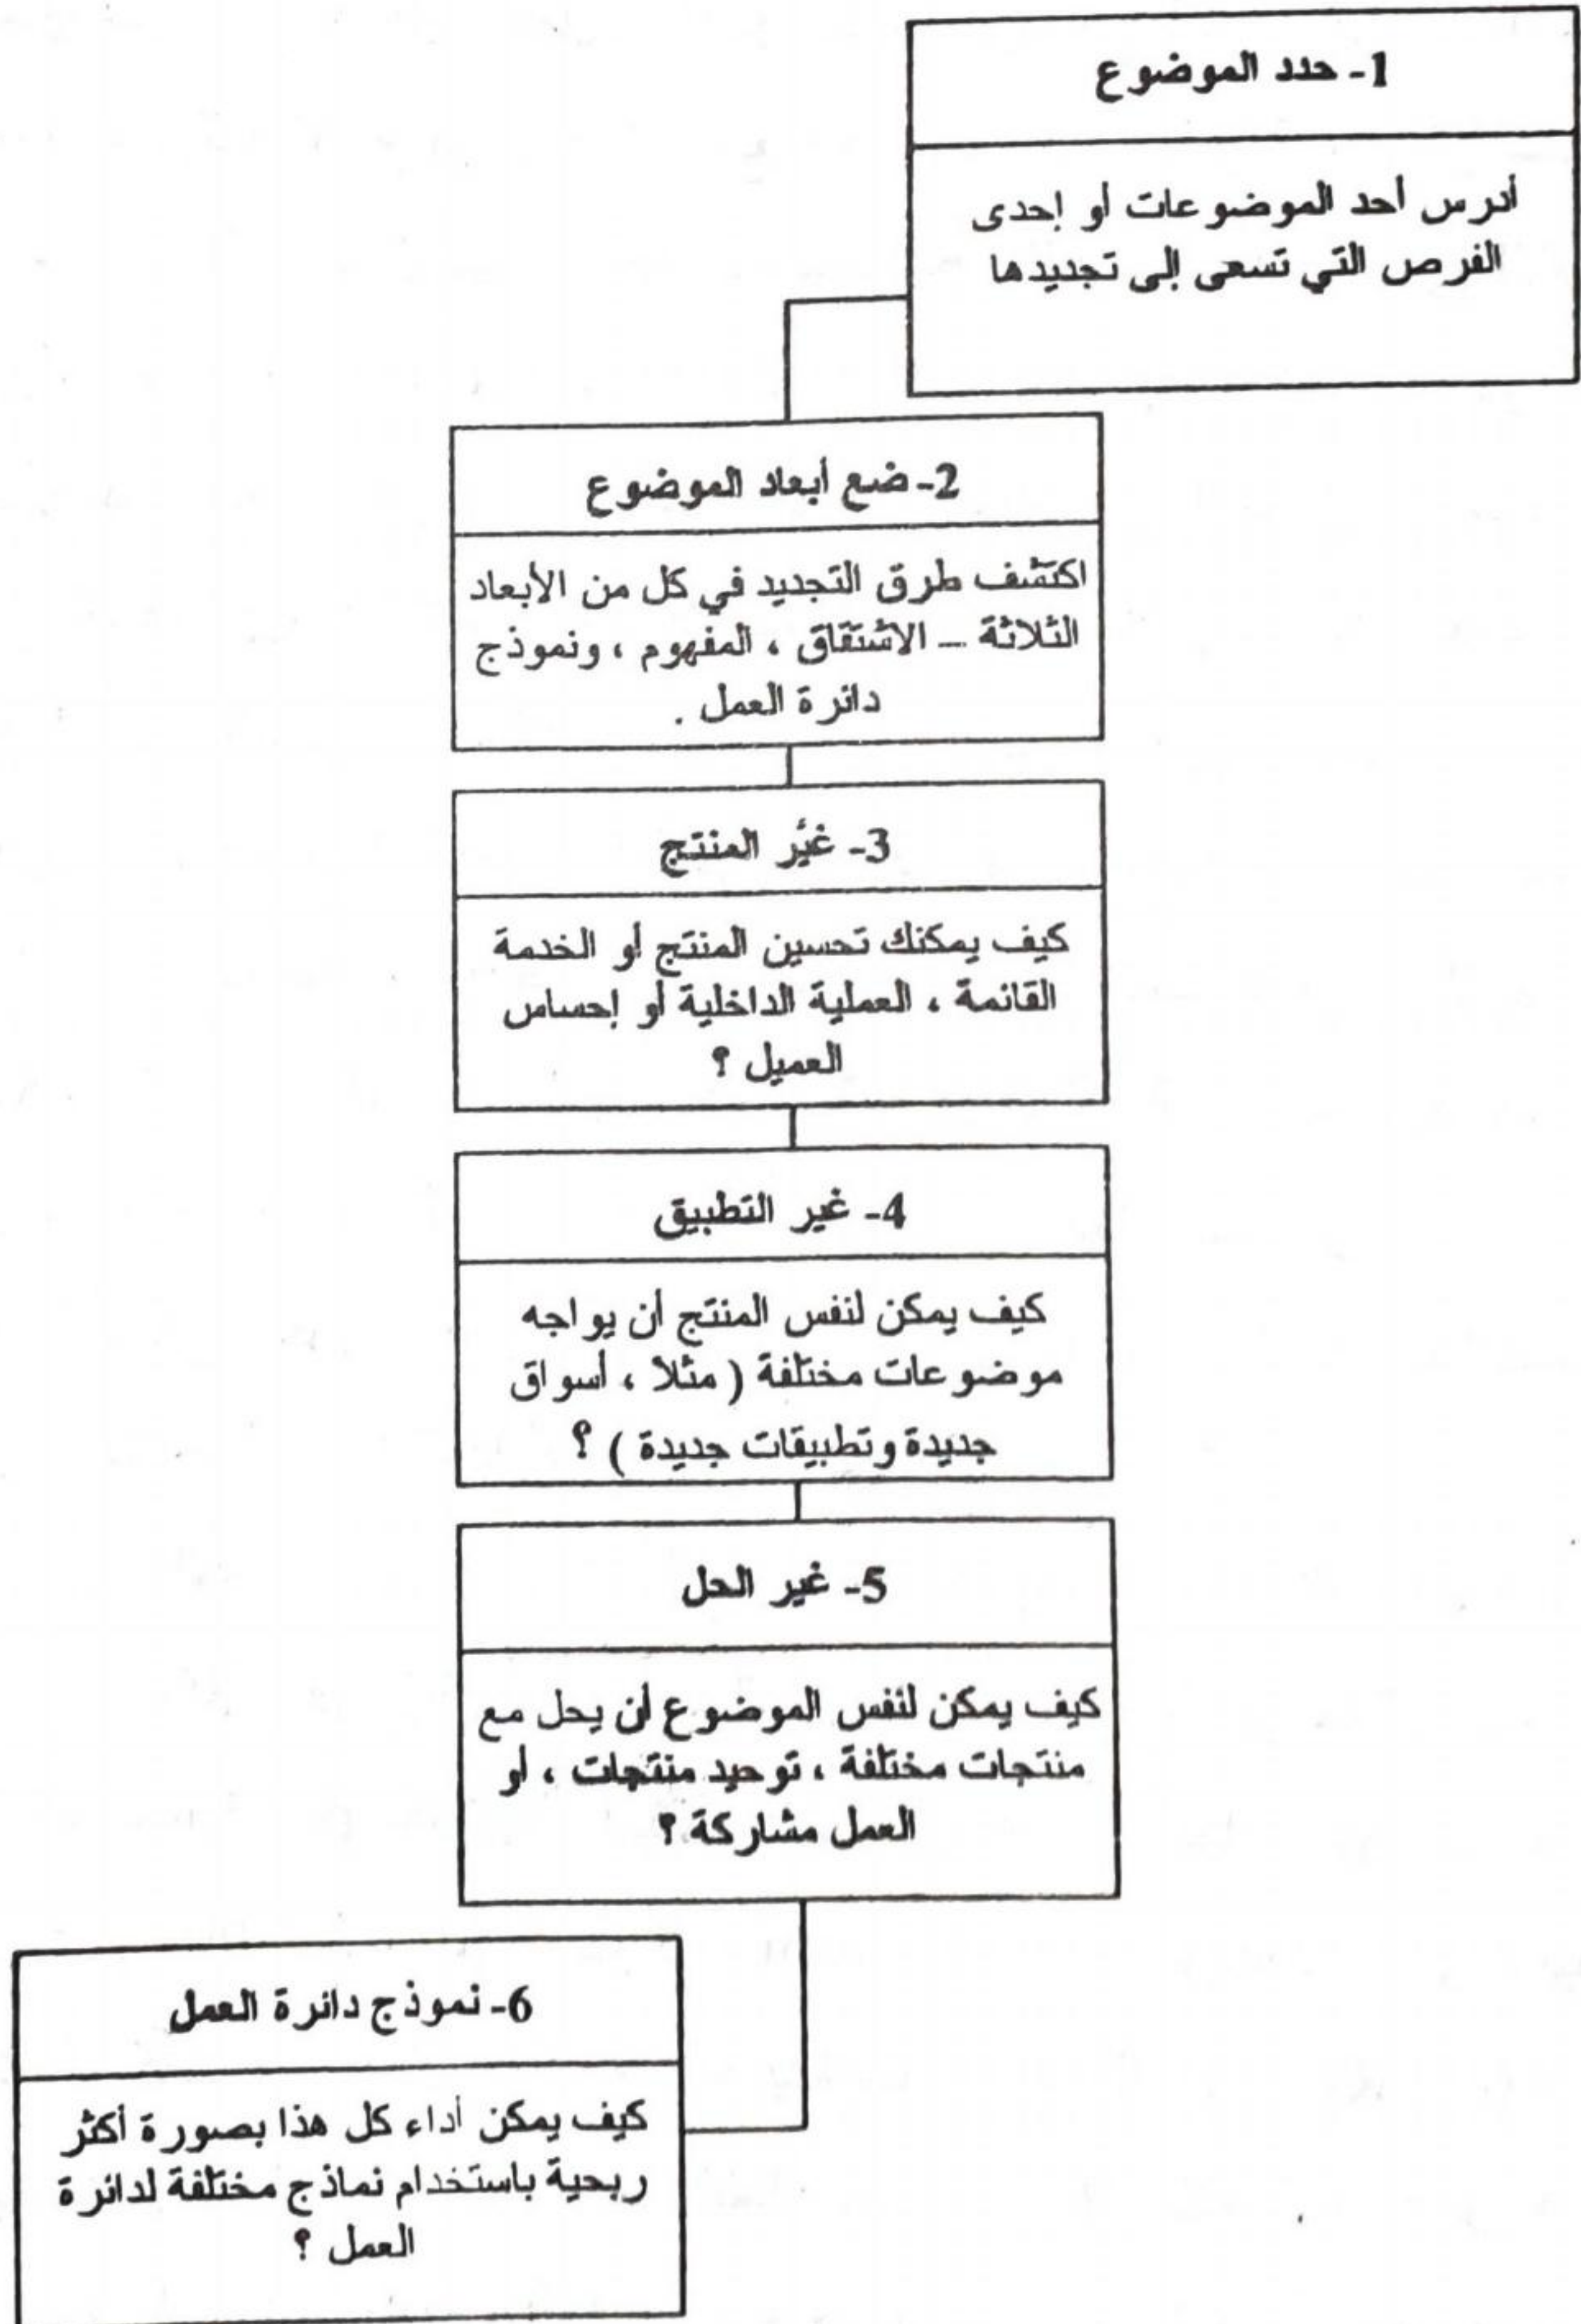 1- حدد الموضوع
أدرس أحد الموضوعات أو إحدى
الفرص التي تسعى إلى تجديدها
2- ضع أبعاد الموضوع
اكتشف طرق التجديد في كل من الأبعاد
الثلاثة – الاشتقاق ، المفهوم ، ونموذج
دائرة العمل .
3- غيُر المنتج
كيف يمكنك تحسين المنتج أو الخدمة
القائمة ، العملية الداخلية أو إحساس
العميل ؟
4- غير التطبيق
كيف يمكن لنفس المنتج أن يواجه
موضوعات مختلفة ( مثلا ، أسواق
جديدة وتطبيقات جديدة ) ؟
5- غير الحل
كيف يمكن لنفس الموضوع أن يحل مع
منتجات مختلفة ، توحيد منتجات ، أو
العمل مشاركة ؟
6- نموذج دائرة العمل
كيف يمكن أداء كل هذا بصورة أكثر
ربحية باستخدام نماذج مختلفة لدائرة
العمل ؟